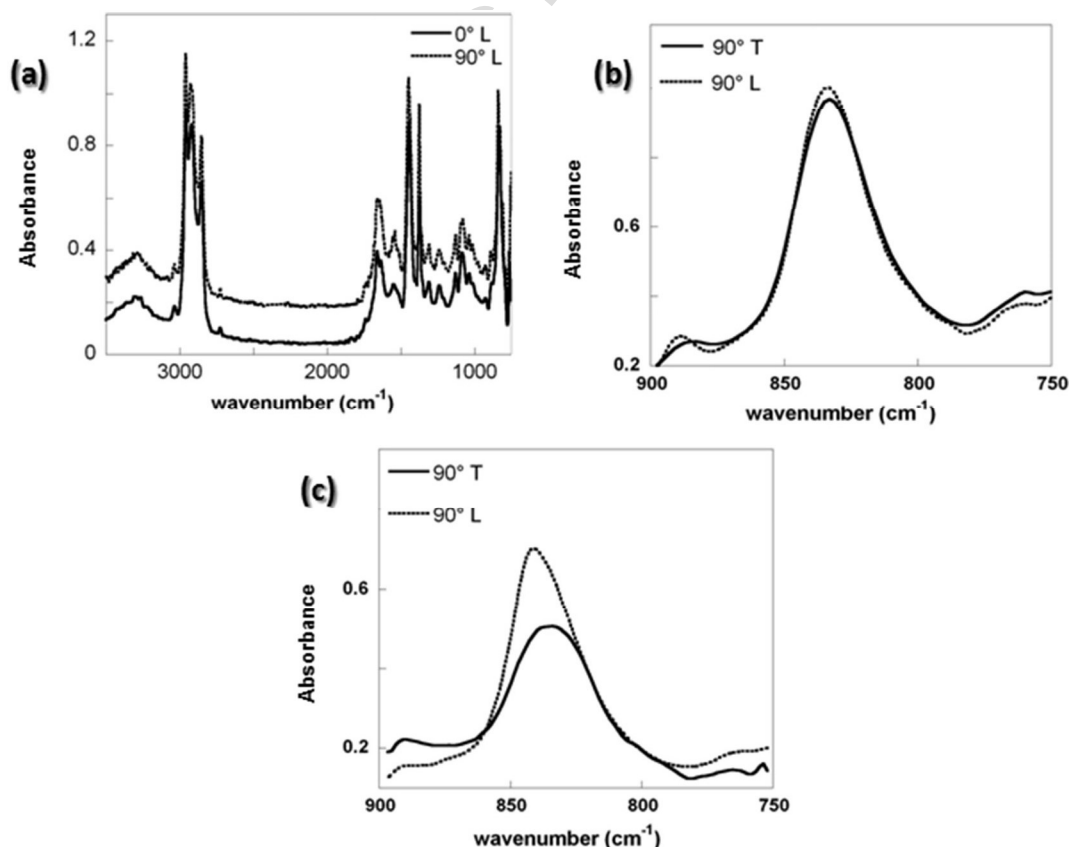 (a)
0° L
90° L
1.2
0.8
0.4
0
Absorbance
3000
2000
1000
wavenumber (cm-1)
(b)
90° T
90° L
0.6
0.2
Absorbance
900
850
800
750
wavenumber (cm-1)
(c)
90° T
90° L
0.6
0.2
Absorbance
900
850
800
750
wavenumber (cm-1)